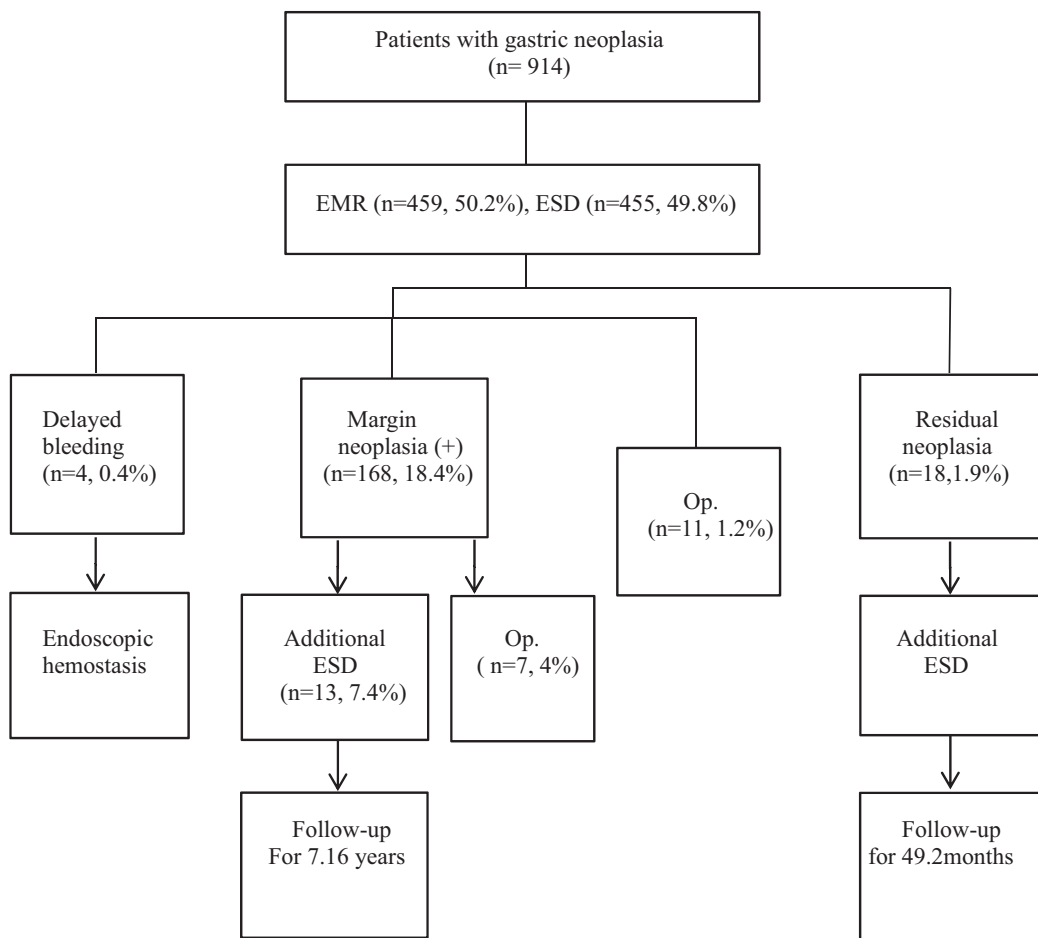 Patients with gastric neoplasia
(n= 914)
EMR (n=459, 50.2%), ESD (n=455, 49.8%)
Delayed
bleeding
(n=4, 0.4%)
Margin
neoplasia (+)
(n=168, 18.4%)
Op.
(n=11, 1.2%)
Residual
neoplasia
(n=18,1.9%)
Endoscopic
hemostasis
Additional
ESD
(n=13, 7.4%)
Op.
( n=7, 4%)
Additional
ESD
Follow-up
For 7.16 years
Follow-up
for 49.2months